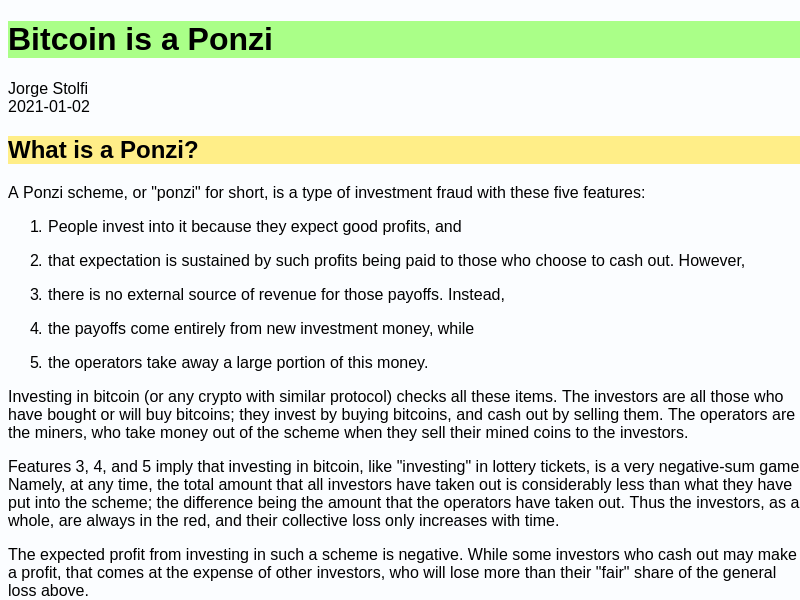 Bitcoin is a Ponzi
Jorge Stolfi
2021-01-02
What is a Ponzi?
A Ponzi scheme, or "ponzi" for short, is a type of investment fraud with these five features:
1. People invest into it because they expect good profits, and
2. that expectation is sustained by such profits being paid to those who choose to cash out. However,
3. there is no external source of revenue for those payoffs. Instead,
4. the payoffs come entirely from new investment money, while
5. the operators take away a large portion of this money.
Investing in bitcoin (or any crypto with similar protocol) checks all these items. The investors are all those who
have bought or will buy bitcoins; they invest by buying bitcoins, and cash out by selling them. The operators are
the miners, who take money out of the scheme when they sell their mined coins to the investors.
Features 3, 4, and 5 imply that investing in bitcoin, like "investing" in lottery tickets, is a very negative-sum game
Namely, at any time, the total amount that all investors have taken out is considerably less than what they have
put into the scheme; the difference being the amount that the operators have taken out. Thus the investors, as a
whole, are always in the red, and their collective loss only increases with time.
The expected profit from investing in such a scheme is negative. While some investors who cash out may make
a profit, that comes at the expense of other investors, who will lose more than their "fair" share of the general
loss above.